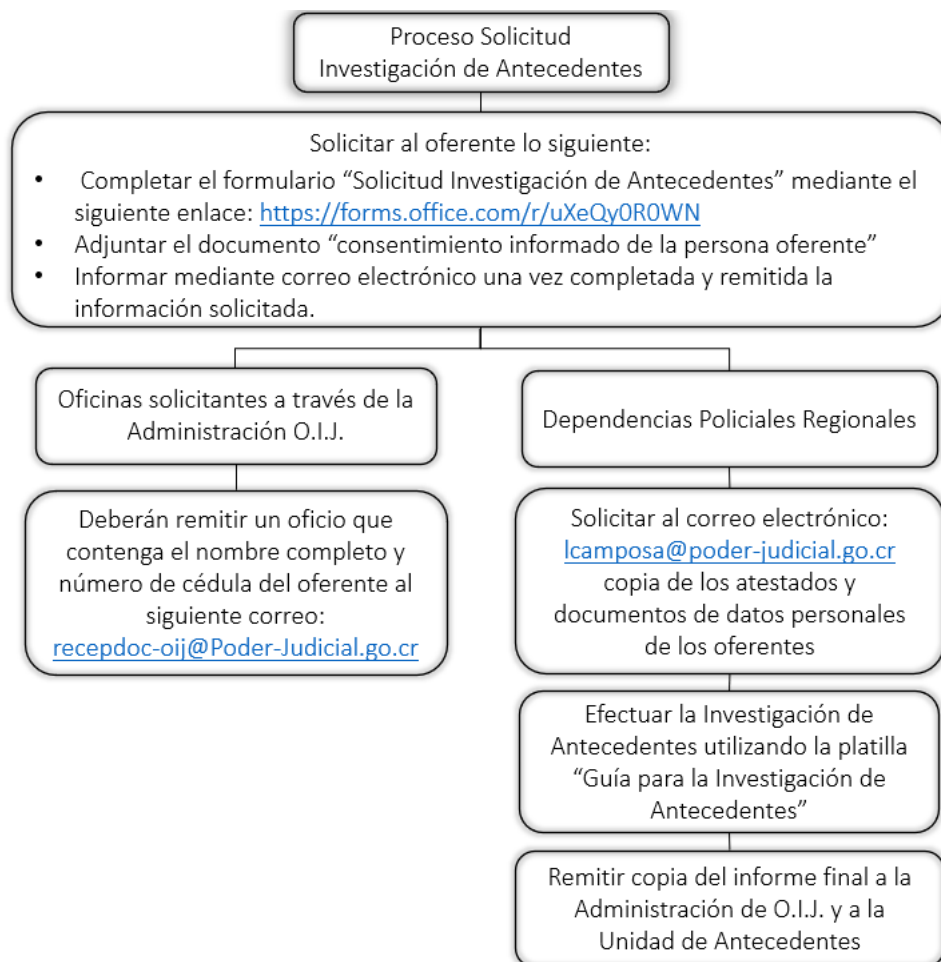 Proceso Solicitud
Investigación de Antecedentes
Solicitar al oferente lo siguiente:
• Completar el formulario “Solicitud Investigación de Antecedentes” mediante el
siguiente enlace: https://forms.office.com/r/uXeQy0R0WN
• Adjuntar el documento “consentimiento informado de la persona oferente”
• Informar mediante correo electrónico una vez completada y remitida la
información solicitada.
Oficinas solicitantes a través de la
Administración O.I.J.
Deberán remitir un oficio que
contenga el nombre completo y
número de cédula del oferente al
siguiente correo:
recepdoc-oij@Poder-Judicial.go.cr
Dependencias Policiales Regionales
Solicitar al correo electrónico:
lcamposa@poder-judicial.go.cr
copia de los atestados y
documentos de datos personales
de los oferentes
Efectuar la Investigación de
Antecedentes utilizando la platilla
“Guía para la Investigación de
Antecedentes”
Remitir copia del informe final a la
Administración de O.I.J. y a la
Unidad de Antecedentes